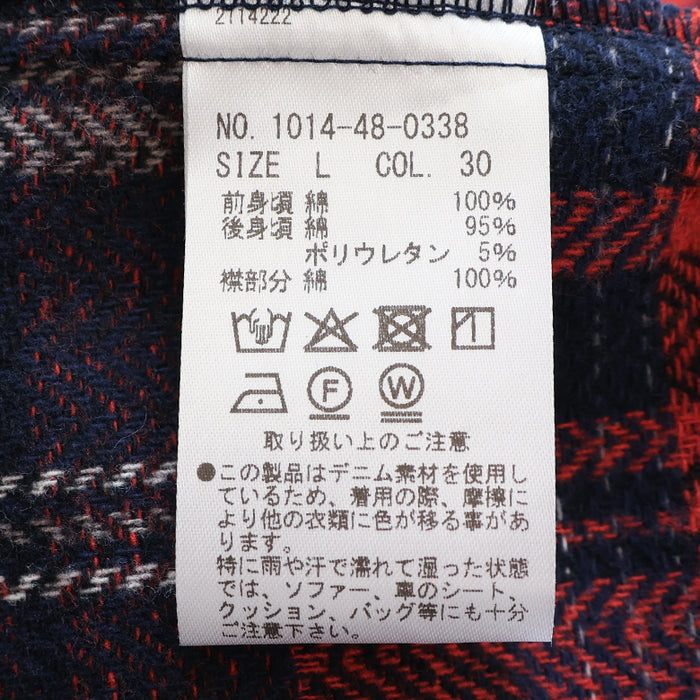 2114222
NO. 1014-48-0338
SIZE L COL. 30
前身頃 綿 100%
後身頃 綿 95%
ポリウレタン 5%
襟部分 綿 100%
F W
取り扱い上のご注意
●この製品はデニム素材を使用し
ているため、着用の際、摩擦に
より他の衣類に色が移る事があ
ります。
特に雨や汗で濡れて湿った状態
では、ソファー、車のシート、
クッション、バッグ等にも十分
ご注意下さい。